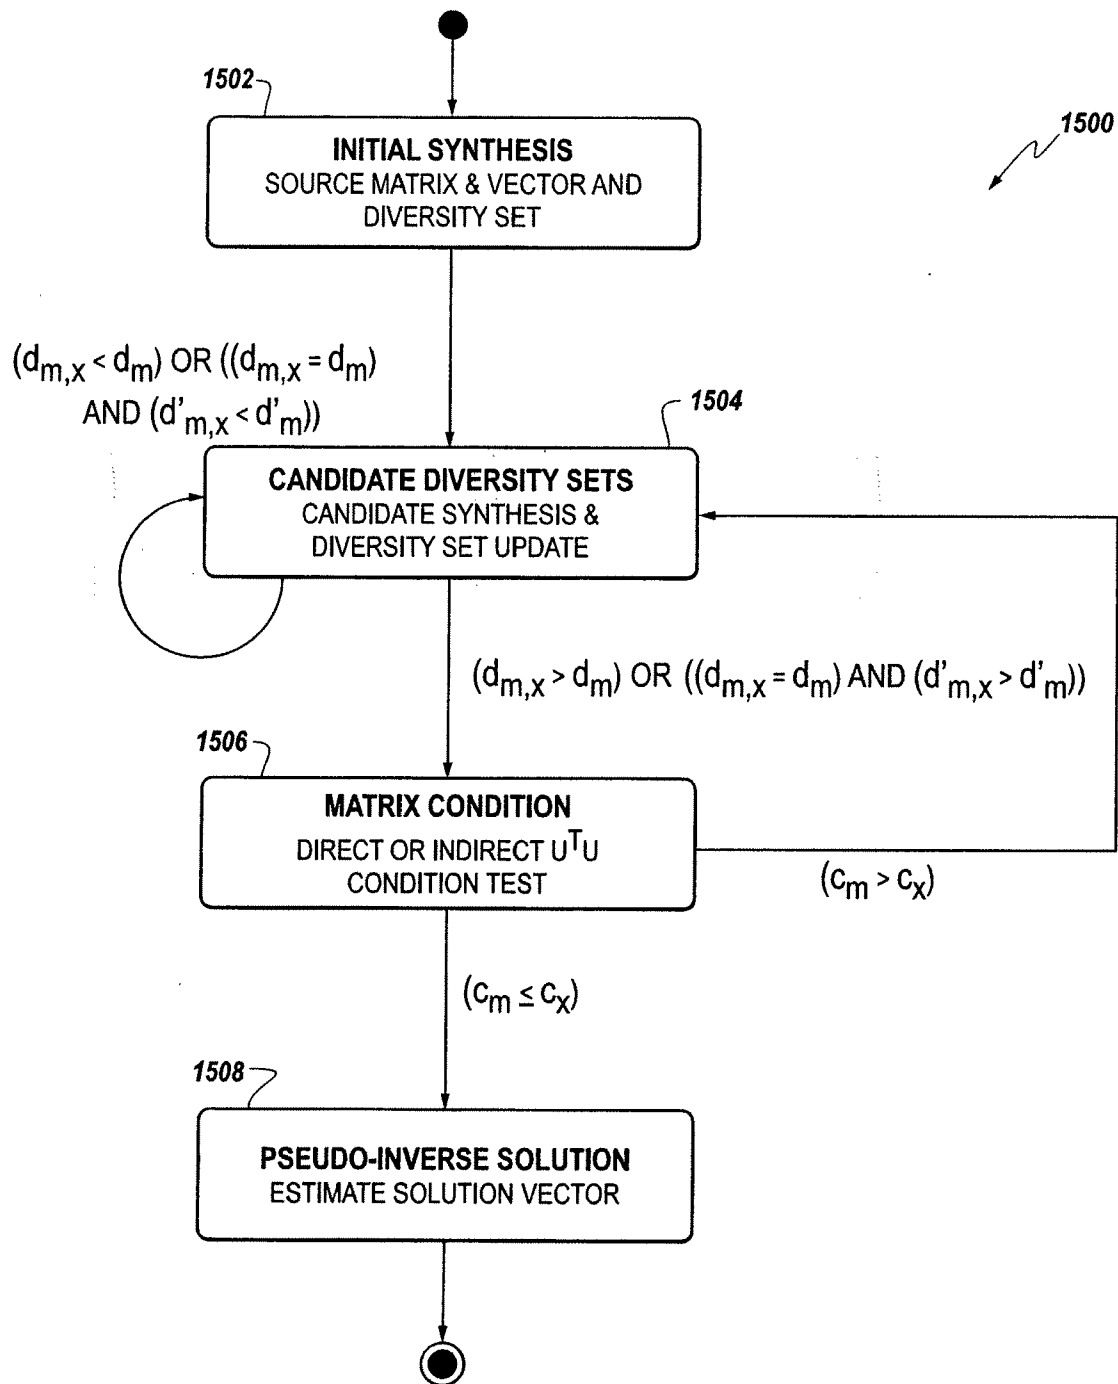 1502
1500
INITIAL SYNTHESIS
SOURCE MATRIX & VECTOR AND
DIVERSITY SET
(dm,x < dm) OR ((dm,x = dm)
AND (d'm,x < d'm))
1504
CANDIDATE DIVERSITY SETS
CANDIDATE SYNTHESIS &
DIVERSITY SET UPDATE
(dm,x > dm) OR ((dm,x = dm) AND (d'm,x > d'm))
1506
MATRIX CONDITION
DIRECT OR INDIRECT UTU
CONDITION TEST
(cm > cx)
(cm ≤ cx)
1508
PSEUDO-INVERSE SOLUTION
ESTIMATE SOLUTION VECTOR